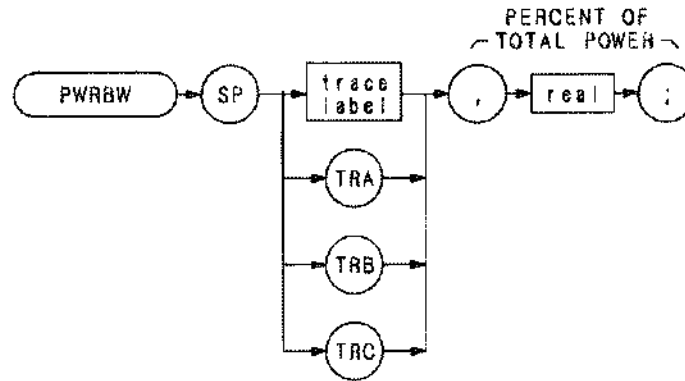 PERCENT OF
TOTAL POWER
PWRBW
SP
trace
label
,
real
;
TRA
TRB
TRC